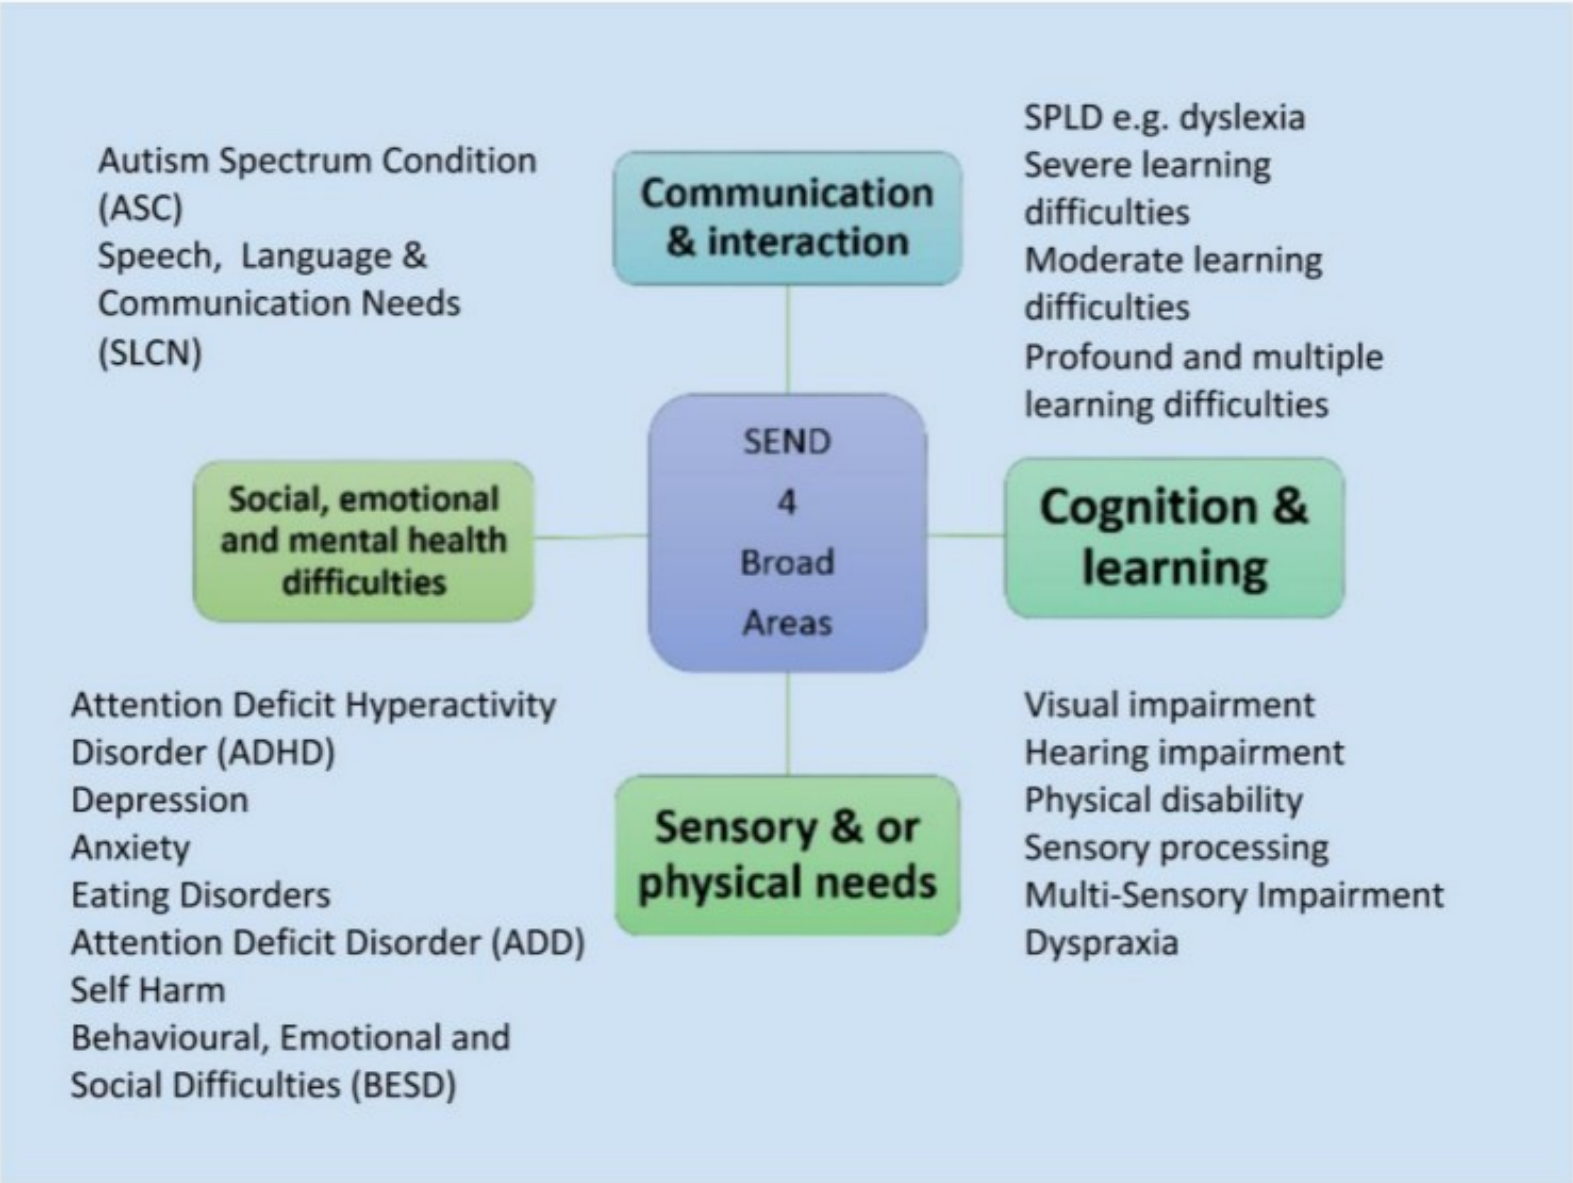 Autism Spectrum Condition
(ASC)
Speech, Language &
Communication Needs
(SLCN)
Communication
& interaction
SPLD e.g. dyslexia
Severe learning
difficulties
Moderate learning
difficulties
Profound and multiple
learning difficulties
Social, emotional
and mental health
difficulties
SEND
4
Broad
Areas
Cognition &
learning
Attention Deficit Hyperactivity
Disorder (ADHD)
Depression
Anxiety
Eating Disorders
Attention Deficit Disorder (ADD)
Self Harm
Behavioural, Emotional and
Social Difficulties (BESD)
Sensory & or
physical needs
Visual impairment
Hearing impairment
Physical disability
Sensory processing
Multi-Sensory Impairment
Dyspraxia